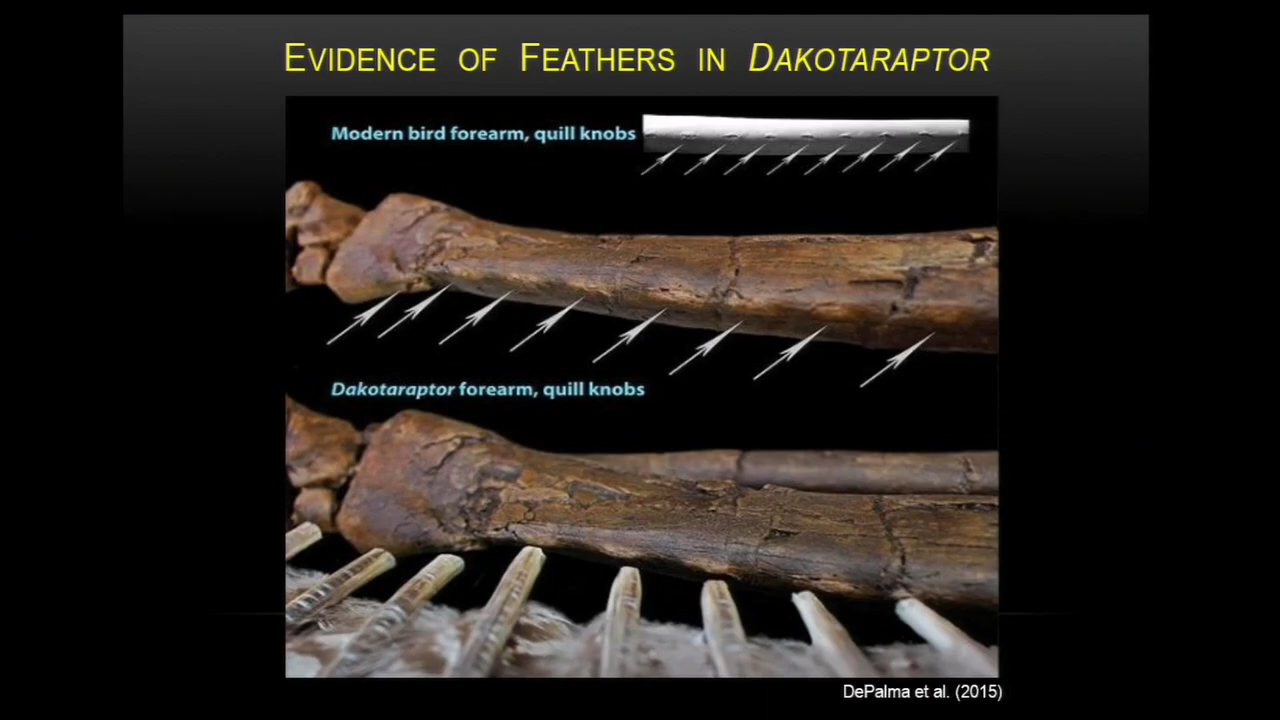 EVIDENCE OF FEATHERS IN DAKOTARAPTOR
Modern bird forearm, quill knobs
Dakotaraptor forearm, quill knobs
DePalma et al. (2015)